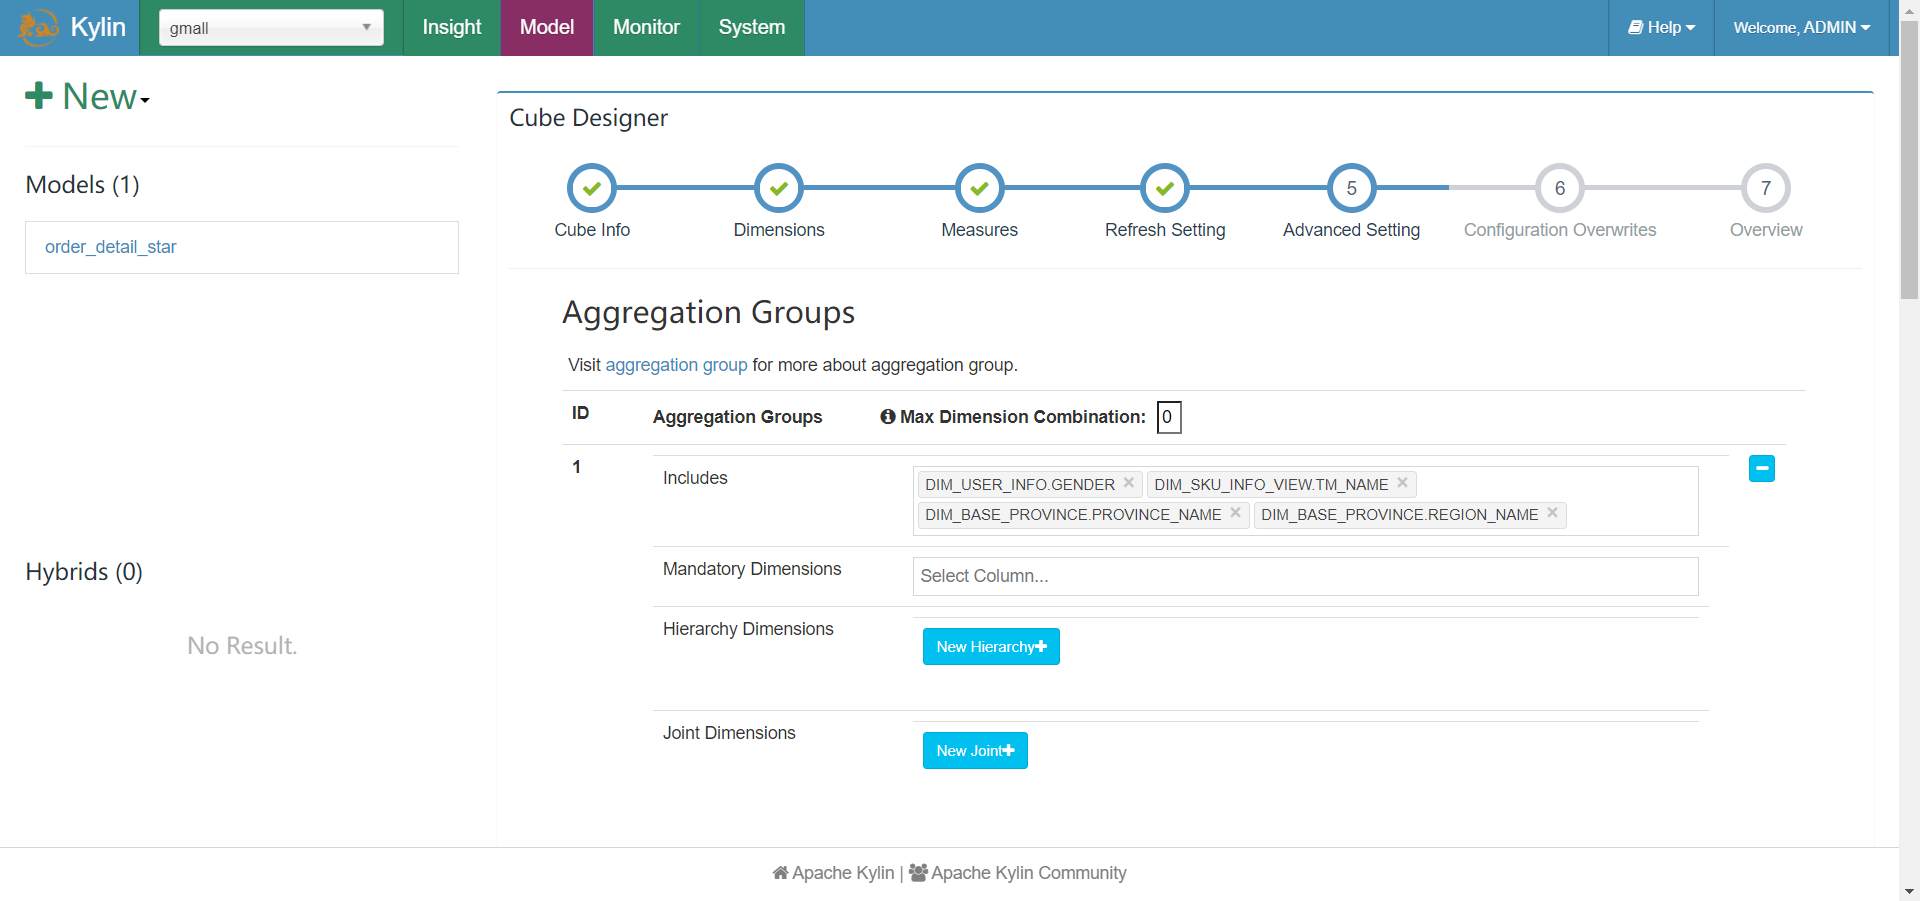 Kylin
gmall
Insight
Model
Monitor
System
Help
Welcome, ADMIN
New
Models (1)
order_detail_star
Hybrids (0)
No Result.
Cube Designer
5
6
7
Cube Info
Dimensions
Measures
Refresh Setting
Advanced Setting
Configuration Overwrites
Overview
Aggregation Groups
Visit aggregation group for more about aggregation group.
ID
Aggregation Groups
Max Dimension Combination:
0
1
Includes
DIM_USER_INFO.GENDER
DIM_SKU_INFO_VIEW.TM_NAME
DIM_BASE_PROVINCE.PROVINCE_NAME
DIM_BASE_PROVINCE.REGION_NAME
Mandatory Dimensions
Select Column...
Hierarchy Dimensions
New Hierarchy
Joint Dimensions
New Joint
Apache Kylin | Apache Kylin Community